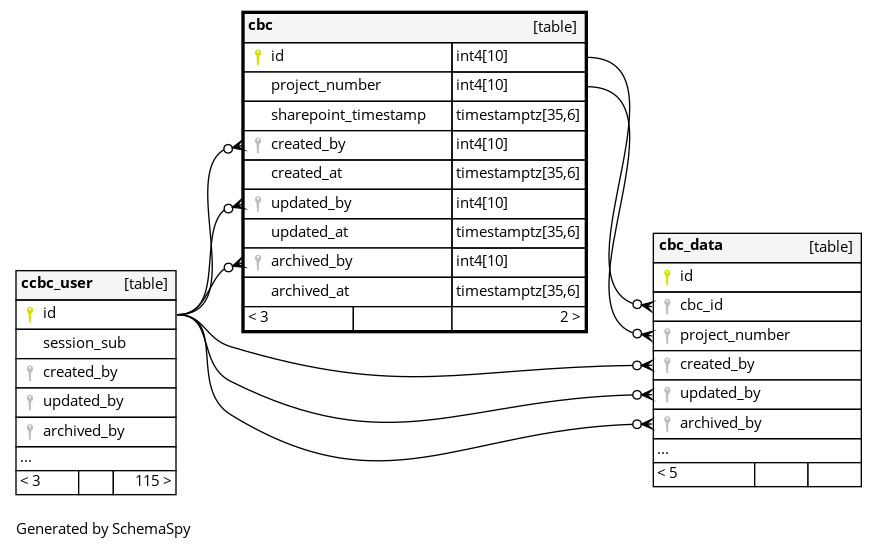 cbc [table]
id int4[10]
project_number int4[10]
sharepoint_timestamp timestamptz[35,6]
created_by int4[10]
created_at timestamptz[35,6]
updated_by int4[10]
updated_at timestamptz[35,6]
archived_by int4[10]
archived_at timestamptz[35,6]
< 3 2 >
cbc_data [table]
id
cbc_id
project_number
created_by
updated_by
archived_by
...
< 5
ccbc_user [table]
id
session_sub
created_by
updated_by
archived_by
...
< 3 115 >
Generated by SchemaSpy